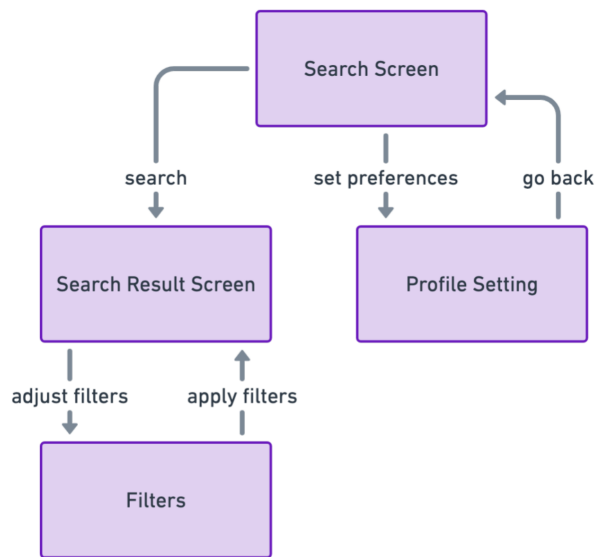 Search Screen
search
set preferences
go back
Search Result Screen
Profile Setting
adjust filters
apply filters
Filters